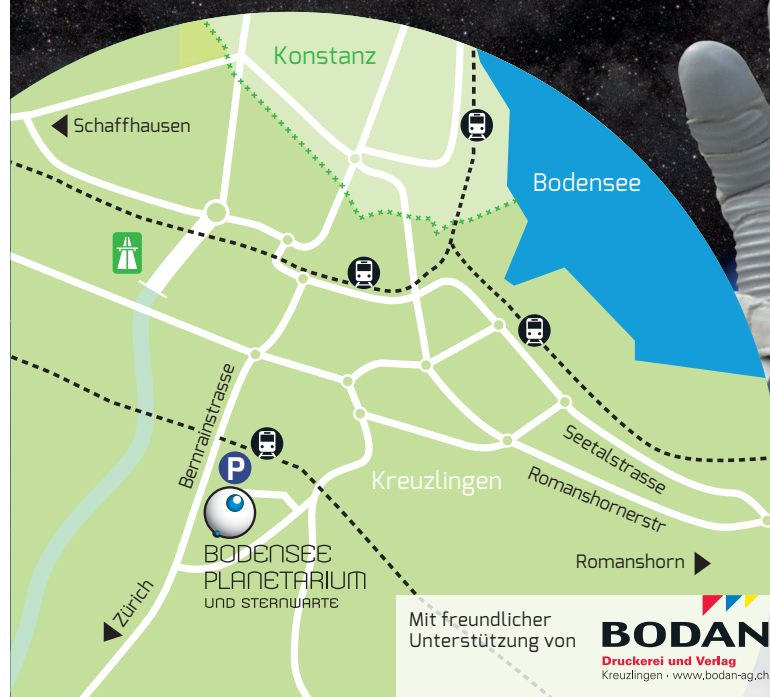 Konstanz
Schaffhausen
Bodensee
Bernrainstrasse
P
Kreuzlingen
Seetalstrasse
Romanshornerstr
BODENSEE
PLANETARIUM
UND STERNWARTE
Romanshorn
Zürich
Mit freundlicher
Unterstützung von
BODAN
Druckerei und Verlag
Kreuzlingen · www.bodan-ag.ch